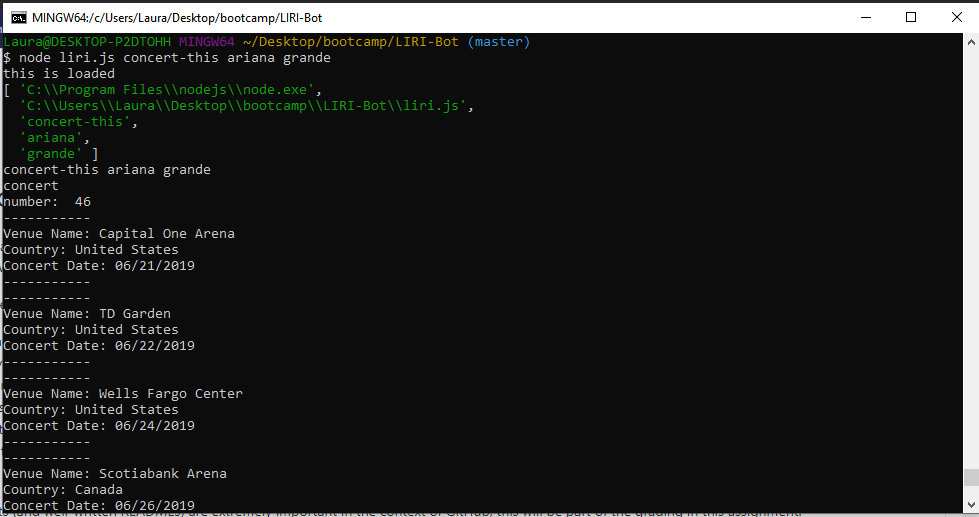 MINGW64:/c/Users/Laura/Desktop/bootcamp/LIRI-Bot
Laura@DESKTOP-P2DTOHH MINGW64 ~/Desktop/bootcamp/LIRI-Bot (master)
$ node liri.js concert-this ariana grande
this is loaded
[ 'C:\\Program Files\\nodejs\\node.exe',
  'C:\\Users\\Laura\\Desktop\\bootcamp\\LIRI-Bot\\liri.js',
  'concert-this',
  'ariana',
  'grande' ]
concert-this ariana grande
concert
number:  46
-----------
Venue Name: Capital One Arena
Country: United States
Concert Date: 06/21/2019
-----------
-----------
Venue Name: TD Garden
Country: United States
Concert Date: 06/22/2019
-----------
-----------
Venue Name: Wells Fargo Center
Country: United States
Concert Date: 06/24/2019
-----------
-----------
Venue Name: Scotiabank Arena
Country: Canada
Concert Date: 06/26/2019